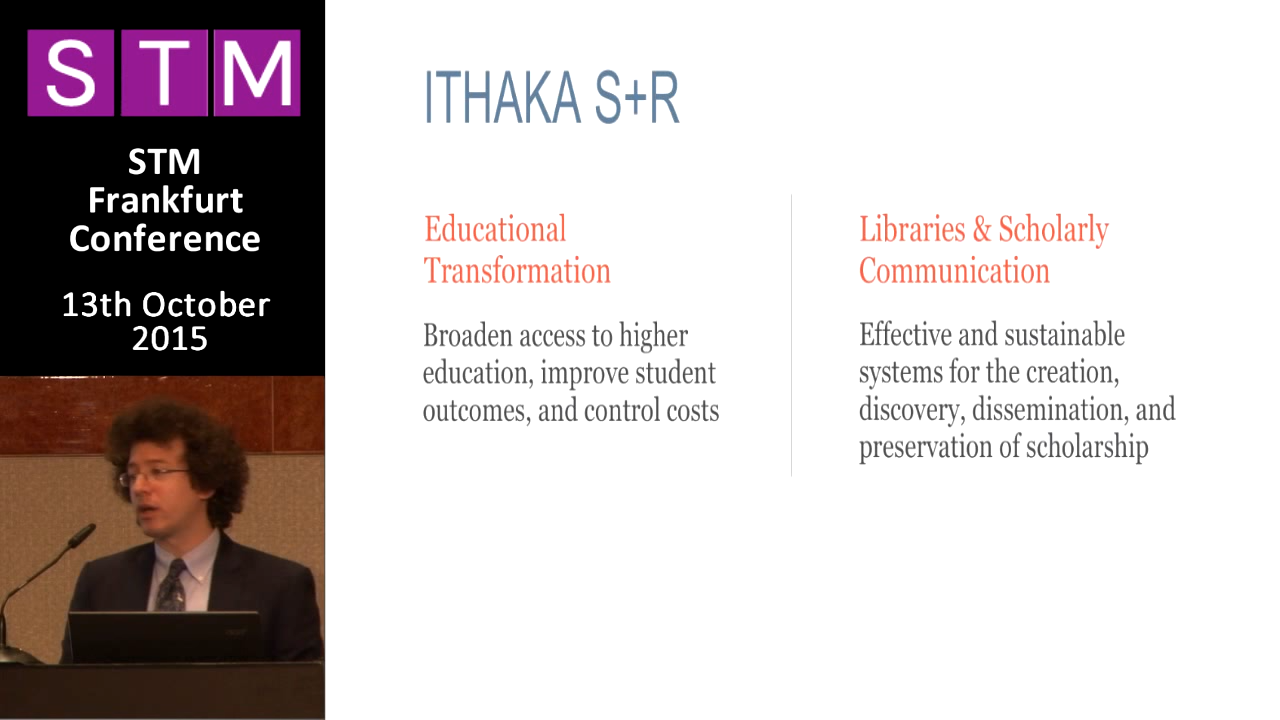 STM
STM
Frankfurt
Conference
13th October
2015
ITHAKA S+R
Educational
Transformation
Broaden access to higher
education, improve student
outcomes, and control costs
Libraries & Scholarly
Communication
Effective and sustainable
systems for the creation,
discovery, dissemination, and
preservation of scholarship